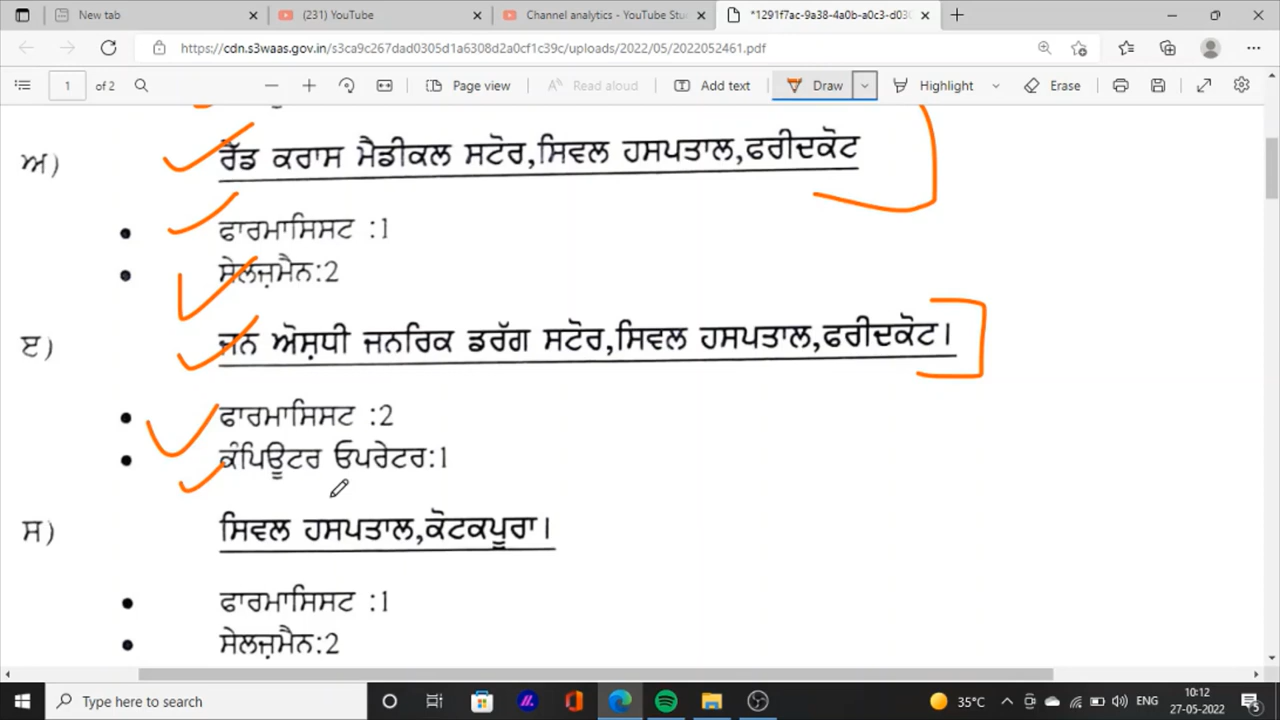 New tab
(231) YouTube
Channel analytics - YouTube Stu
*1291f7ac-9a38-4a0b-a0c3-d030
https://cdn.s3waas.gov.in/s3ca9c267dad0305d1a6308d2a0cf1c39c/uploads/2022/05/2022052461.pdf
1 of 2
Page view
Read aloud
Add text
Draw
Highlight
Erase
ਅ) ਰੈੱਡ ਕਰਾਸ ਮੈਡੀਕਲ ਸਟੋਰ,ਸਿਵਲ ਹਸਪਤਾਲ,ਫਰੀਦਕੋਟ
• ਫਾਰਮਾਸਿਸਟ :1
• ਸੇਲਜ਼ਮੈਨ:2
ੲ) ਜਨ ਔਸ਼ਧੀ ਜਨਰਿਕ ਡਰੱਗ ਸਟੋਰ,ਸਿਵਲ ਹਸਪਤਾਲ,ਫਰੀਦਕੋਟ।
• ਫਾਰਮਾਸਿਸਟ :2
• ਕੰਪਿਊਟਰ ਓਪਰੇਟਰ:1
ਸ) ਸਿਵਲ ਹਸਪਤਾਲ,ਕੋਟਕਪੂਰਾ।
• ਫਾਰਮਾਸਿਸਟ :1
• ਸੇਲਜ਼ਮੈਨ:2
Type here to search
35°C
ENG
10:12
27-05-2022
5